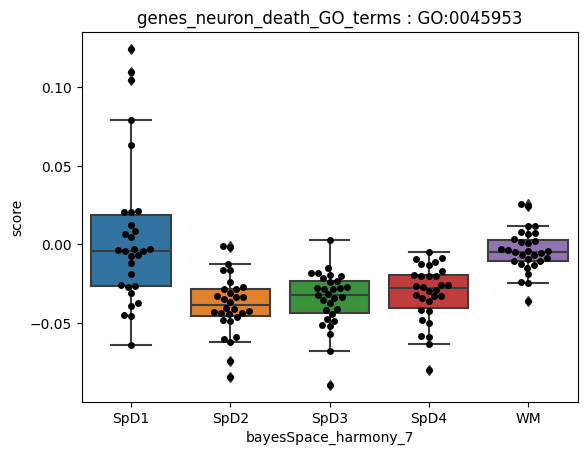 genes_neuron_death_GO_terms : GO:0045953
0.10
0.05
0.00
−0.05
score
SpD1 SpD2 SpD3 SpD4 WM
bayesSpace_harmony_7